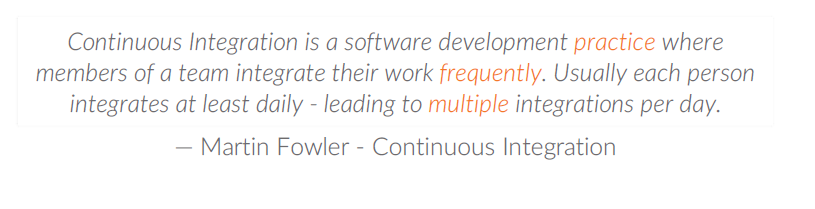 Continuous Integration is a software development practice where
members of a team integrate their work frequently. Usually each person
integrates at least daily - leading to multiple integrations per day.
— Martin Fowler - Continuous Integration